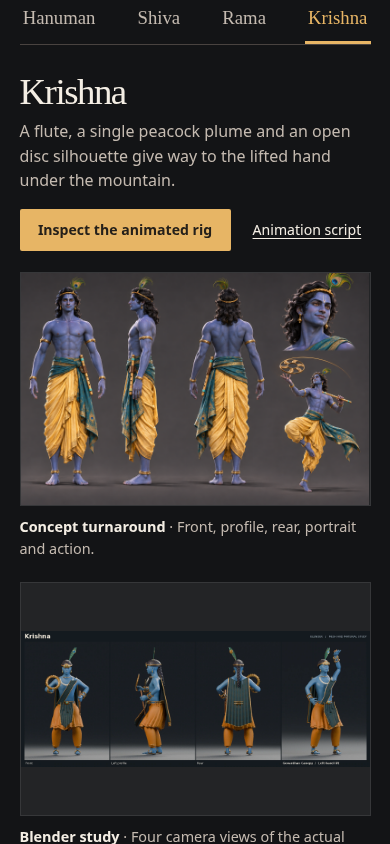 Hanuman Shiva Rama Krishna
Krishna
A flute, a single peacock plume and an open
disc silhouette give way to the lifted hand
under the mountain.
Inspect the animated rig Animation script
Concept turnaround · Front, profile, rear, portrait
and action.
Krishna
Blender study · Four camera views of the actual